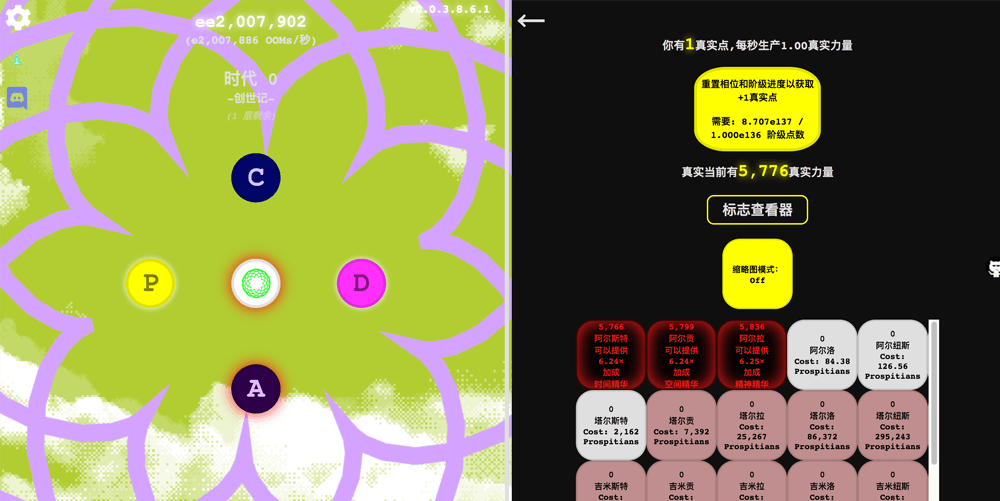 v0.0.3.8.6.1
ee2,007,902
(e2,007,886 OOMs/秒)
时代 0
-创世记-
C
P
D
A
你有1真实点,每秒生产1.00真实力量
重置相位和阶级进度以获取
+1真实点
需要: 8.707e137 /
1.000e136 阶级点数
真实当前有5,776真实力量
标志查看器
缩略图模式:
Off
5,766
阿尔斯特
可以提供
6.24×
加成
时间精华
5,799
阿尔贡
可以提供
6.24×
加成
空间精华
5,836
阿尔拉
可以提供
6.25×
加成
精神精华
0
阿尔洛
Cost: 84.38
Prospitians
0
阿尔纽斯
Cost:
126.56
Prospitians
0
塔尔斯特
Cost: 2,162
Prospitians
0
塔尔贡
Cost: 7,392
Prospitians
0
塔尔拉
Cost:
25,267
Prospitians
0
塔尔洛
Cost:
86,372
Prospitians
0
塔尔纽斯
Cost:
295,243
Prospitians
0
吉米斯特
Cost:
0
吉米贡
Cost:
0
吉米拉
Cost:
0
吉米洛
Cost:
0
吉米纽斯
Cost: